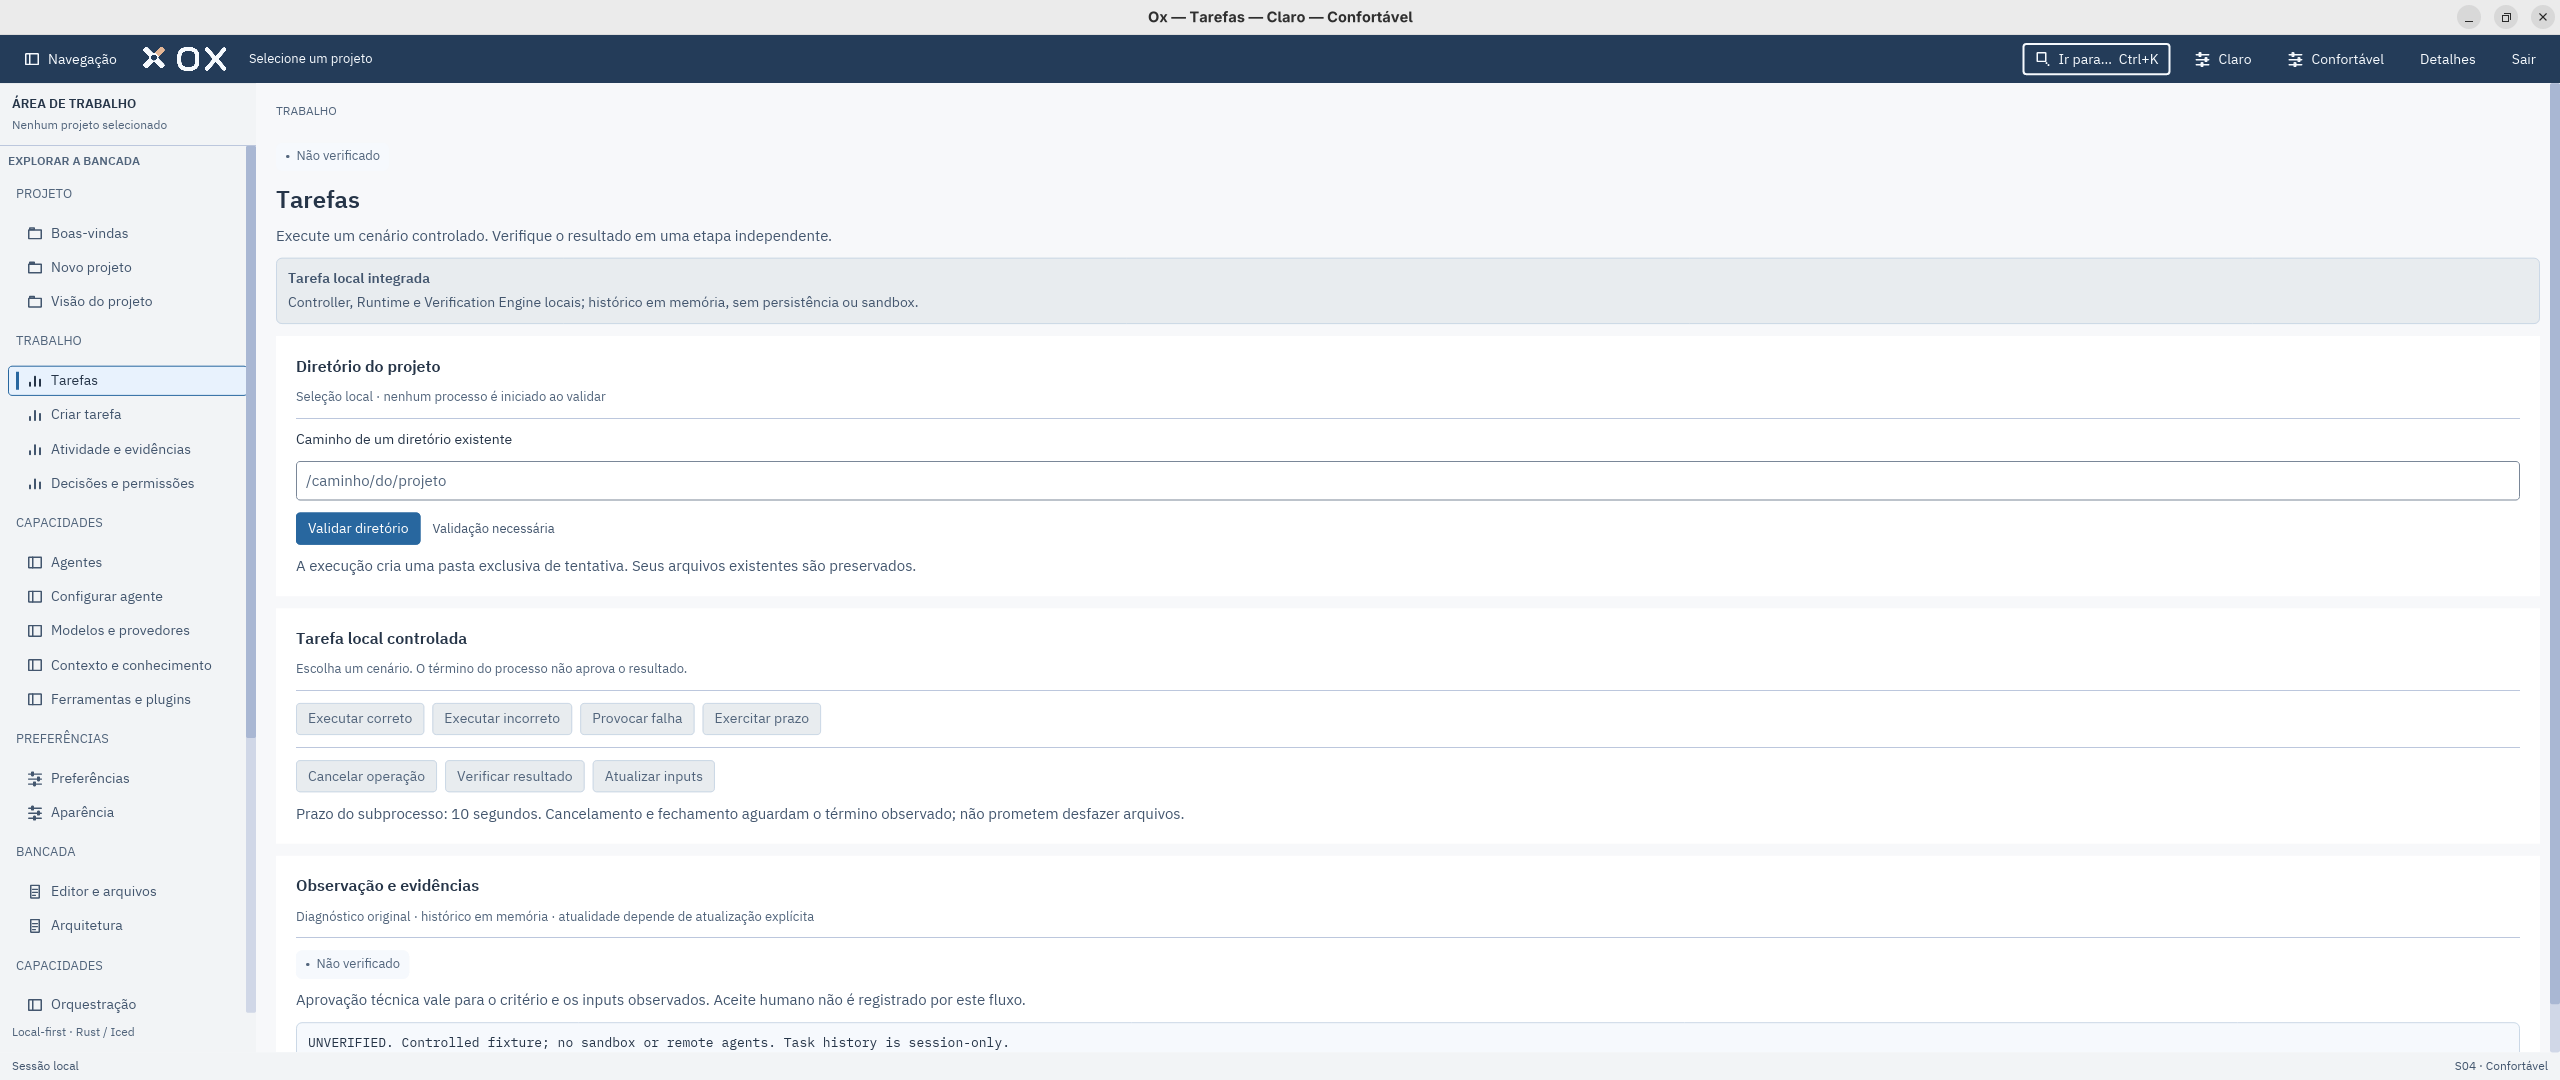 Ox — Tarefas — Claro — Confortável
Navegação
OX
Selecione um projeto
Ir para... Ctrl+K
Claro
Confortável
Detalhes
Sair
ÁREA DE TRABALHO
Nenhum projeto selecionado
EXPLORAR A BANCADA
PROJETO
Boas-vindas
Novo projeto
Visão do projeto
TRABALHO
Tarefas
Criar tarefa
Atividade e evidências
Decisões e permissões
CAPACIDADES
Agentes
Configurar agente
Modelos e provedores
Contexto e conhecimento
Ferramentas e plugins
PREFERÊNCIAS
Preferências
Aparência
BANCADA
Editor e arquivos
Arquitetura
CAPACIDADES
Orquestração
Local-first · Rust / Iced
TRABALHO
• Não verificado
Tarefas
Execute um cenário controlado. Verifique o resultado em uma etapa independente.
Tarefa local integrada
Controller, Runtime e Verification Engine locais; histórico em memória, sem persistência ou sandbox.
Diretório do projeto
Seleção local · nenhum processo é iniciado ao validar
Caminho de um diretório existente
/caminho/do/projeto
Validar diretório Validação necessária
A execução cria uma pasta exclusiva de tentativa. Seus arquivos existentes são preservados.
Tarefa local controlada
Escolha um cenário. O término do processo não aprova o resultado.
Executar correto Executar incorreto Provocar falha Exercitar prazo
Cancelar operação Verificar resultado Atualizar inputs
Prazo do subprocesso: 10 segundos. Cancelamento e fechamento aguardam o término observado; não prometem desfazer arquivos.
Observação e evidências
Diagnóstico original · histórico em memória · atualidade depende de atualização explícita
• Não verificado
Aprovação técnica vale para o critério e os inputs observados. Aceite humano não é registrado por este fluxo.
UNVERIFIED. Controlled fixture; no sandbox or remote agents. Task history is session-only.
Sessão local
S04 · Confortável